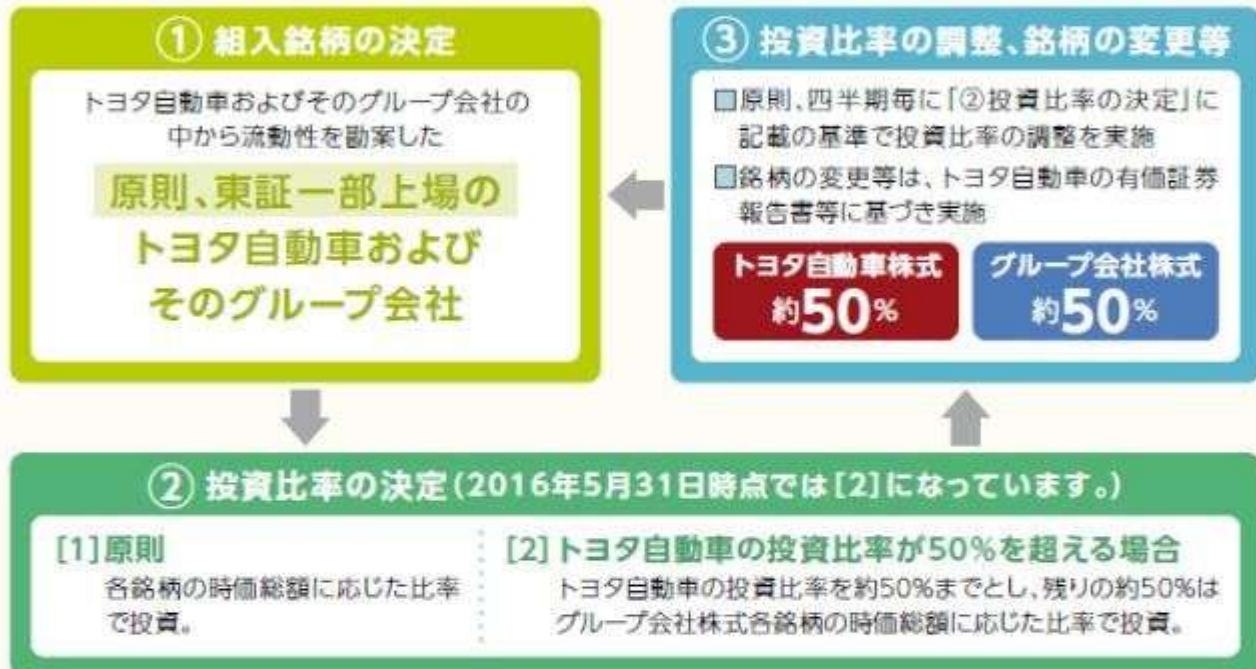 ① 組入銘柄の決定
トヨタ自動車およびそのグループ会社の
中から流動性を勘案した
原則、東証一部上場の
トヨタ自動車および
そのグループ会社
② 投資比率の決定(2016年5月31日時点では[2]になっています。)
[1]原則
各銘柄の時価総額に応じた比率
で投資。
[2]トヨタ自動車の投資比率が50%を超える場合
トヨタ自動車の投資比率を約50%までとし、残りの約50%は
グループ会社株式各銘柄の時価総額に応じた比率で投資。
③ 投資比率の調整、銘柄の変更等
□原則、四半期毎に「②投資比率の決定」に
記載の基準で投資比率の調整を実施
□銘柄の変更等は、トヨタ自動車の有価証券
報告書等に基づき実施
トヨタ自動車株式
約50%
グループ会社株式
約50%